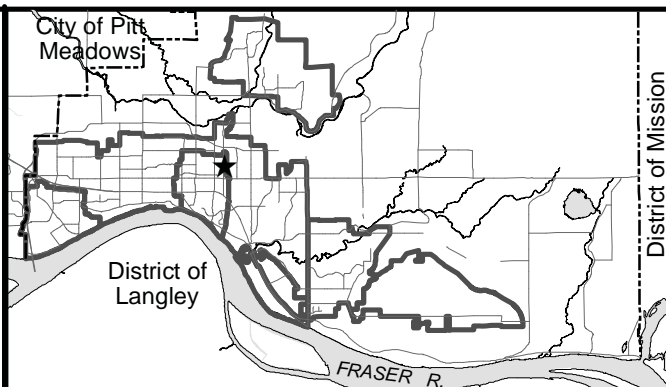 City of Pitt
Meadows
District of Mission
District of
Langley
FRASER R.